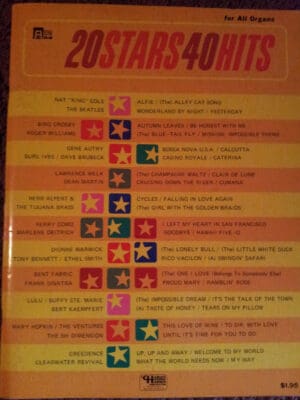 for All Organs
20STARS40HITS
NAT "KING" COLE
THE BEATLES
ALFIE / (The) ALLEY CAT SONG
WONDERLAND BY NIGHT / YESTERDAY
BING CROSBY
ROGER WILLIAMS
AUTUMN LEAVES / BE HONEST WITH ME
(The) BLUE-TAIL FLY / MISSION: IMPOSSIBLE THEME
GENE AUTRY
BURL IVES / DAVE BRUBECK
BOSSA NOVA U.S.A. / CALCUTTA
CASINO ROYALE / CATERINA
LAWRENCE WELK
DEAN MARTIN
(The) CHAMPAGNE WALTZ / CLAIR DE LUNE
CRUISING DOWN THE RIVER / CUMANA
HERB ALPERT &
THE TIJUANA BRASS
CYCLES / FALLING IN LOVE AGAIN
(The) GIRL WITH THE GOLDEN BRAIDS
PERRY COMO
MARLENE DIETRICH
I LEFT MY HEART IN SAN FRANCISCO
GOODBYE / HAWAII FIVE-O
DIONNE WARWICK
TONY BENNETT / ETHEL SMITH
(The) LONELY BULL / (The) LITTLE WHITE DUCK
RICO VACILON / (A) SWINGIN' SAFARI
BENT FABRIC
FRANK SINATRA
(The) ONE I LOVE (Belongs To Somebody Else)
PROUD MARY / RAMBLIN' ROSE
LULU / BUFFY STE. MARIE
BERT KAEMPFERT
(The) IMPOSSIBLE DREAM / IT'S THE TALK OF THE TOWN
(A) TASTE OF HONEY / TEARS ON MY PILLOW
MARY HOPKIN / THE VENTURES
THE 5th DIMENSION
THIS LOVE OF MINE / TO SIR, WITH LOVE
UNTIL IT'S TIME FOR YOU TO GO
CREEDENCE
CLEARWATER REVIVAL
UP, UP AND AWAY / WELCOME TO MY WORLD
WHAT THE WORLD NEEDS NOW / MY WAY
$1.95